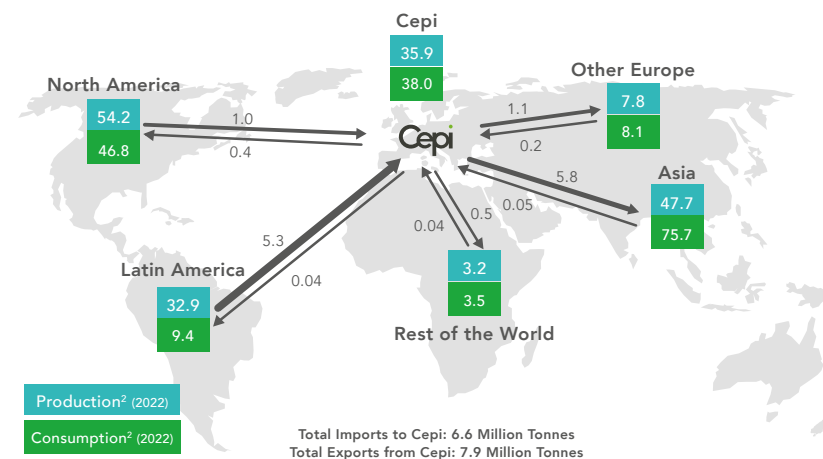 Cepi
35.9
38.0
North America
54.2
46.8
1.0
0.4
Cepi
Other Europe
7.8
8.1
1.1
0.2
Asia
47.7
75.7
5.8
0.05
0.5
0.04
5.3
0.04
Latin America
32.9
9.4
3.2
3.5
Rest of the World
Production² (2022)
Consumption² (2022)
Total Imports to Cepi: 6.6 Million Tonnes
Total Exports from Cepi: 7.9 Million Tonnes